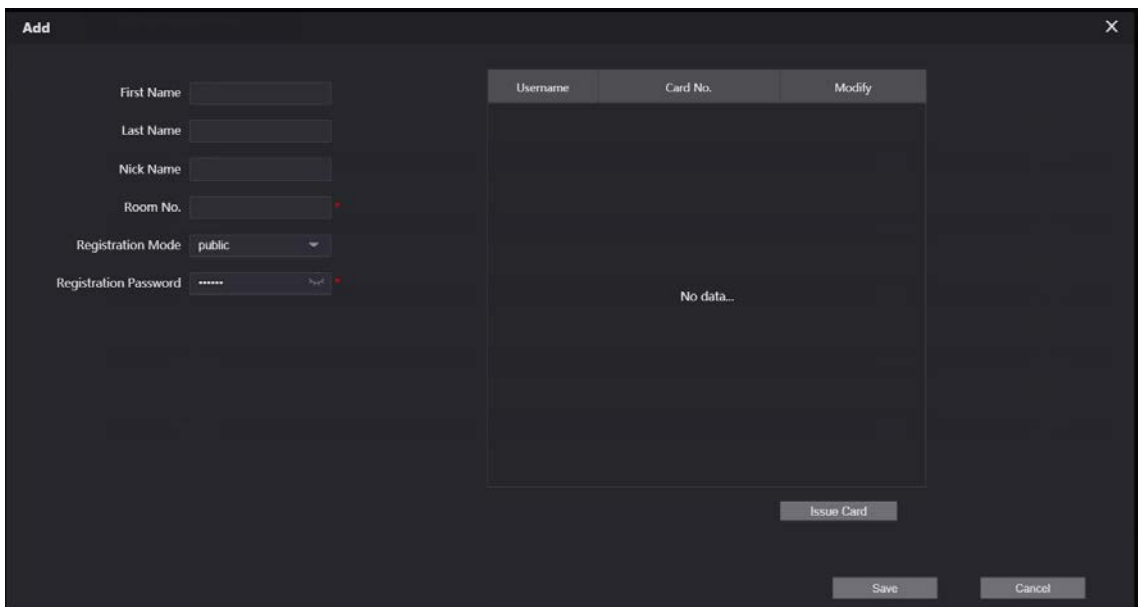 Add
First Name
Last Name
Nick Name
Room No. *
Registration Mode public
Registration Password •••••• *
Username Card No. Modify
No data...
Issue Card
Save Cancel